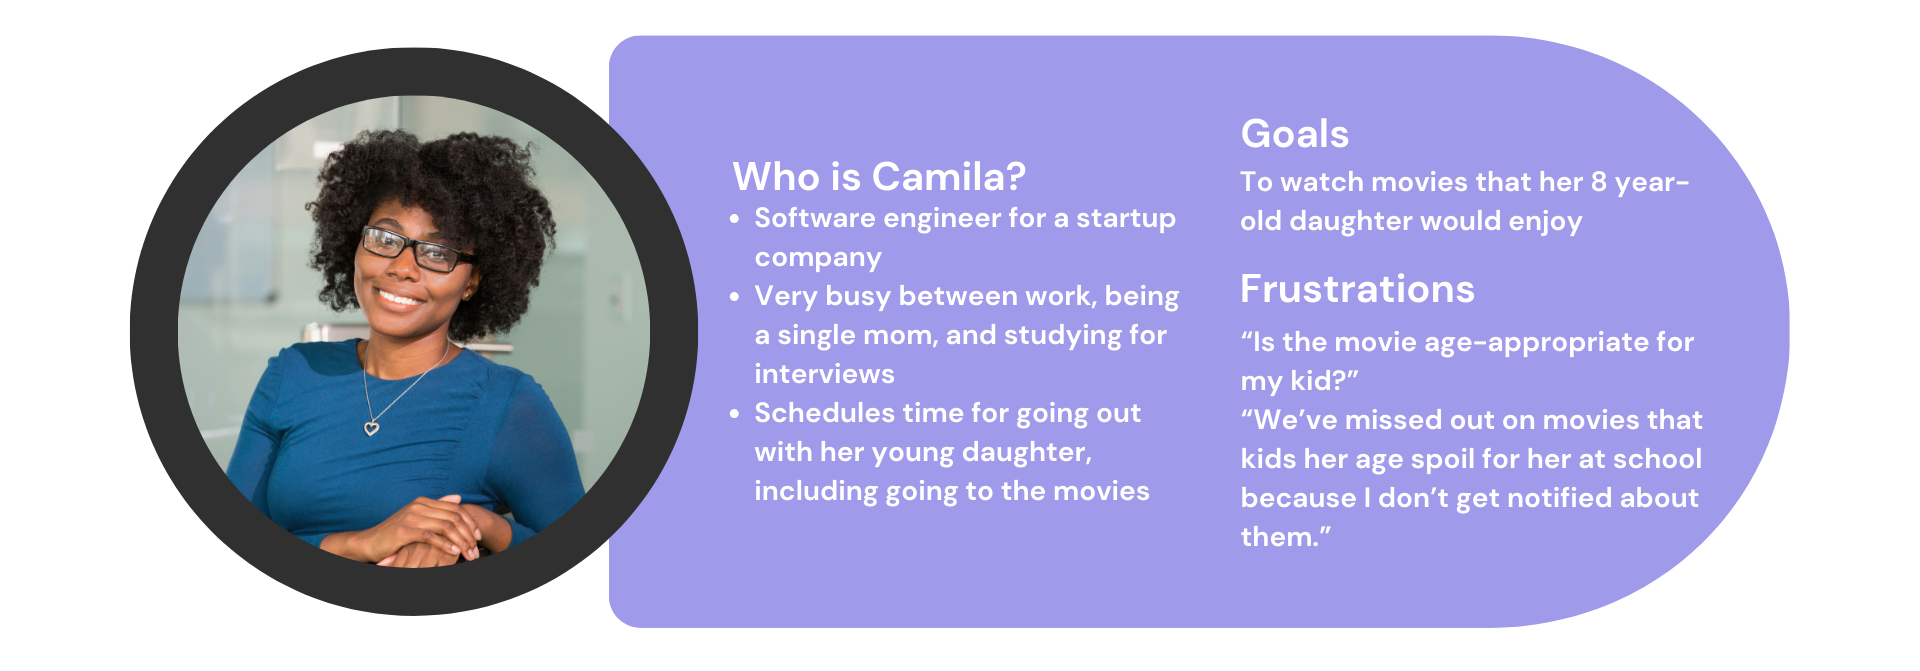 Who is Camila?
• Software engineer for a startup
company
• Very busy between work, being
a single mom, and studying for
interviews
• Schedules time for going out
with her young daughter,
including going to the movies
Goals
To watch movies that her 8 year-
old daughter would enjoy
Frustrations
“Is the movie age-appropriate for
my kid?”
“We’ve missed out on movies that
kids her age spoil for her at school
because I don’t get notified about
them.”